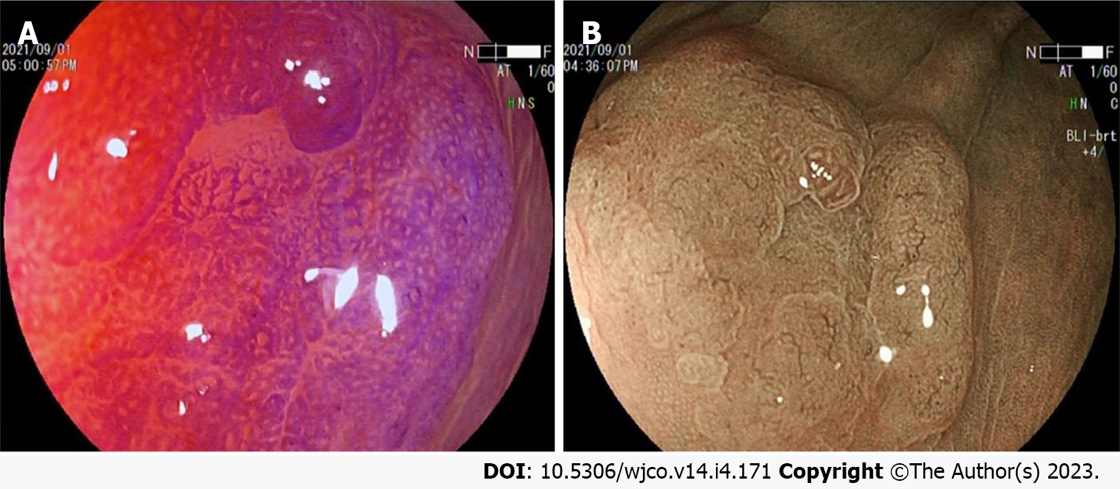 A
2021/09/01
05:00:57PM
N F
AT 1/60
0
HNS
B
2021/09/01
04:36:07PM
N F
AT 1/60
0
HN C
BLI-brt
+4/
DOI: 10.5306/wjco.v14.i4.171 Copyright ©The Author(s) 2023.